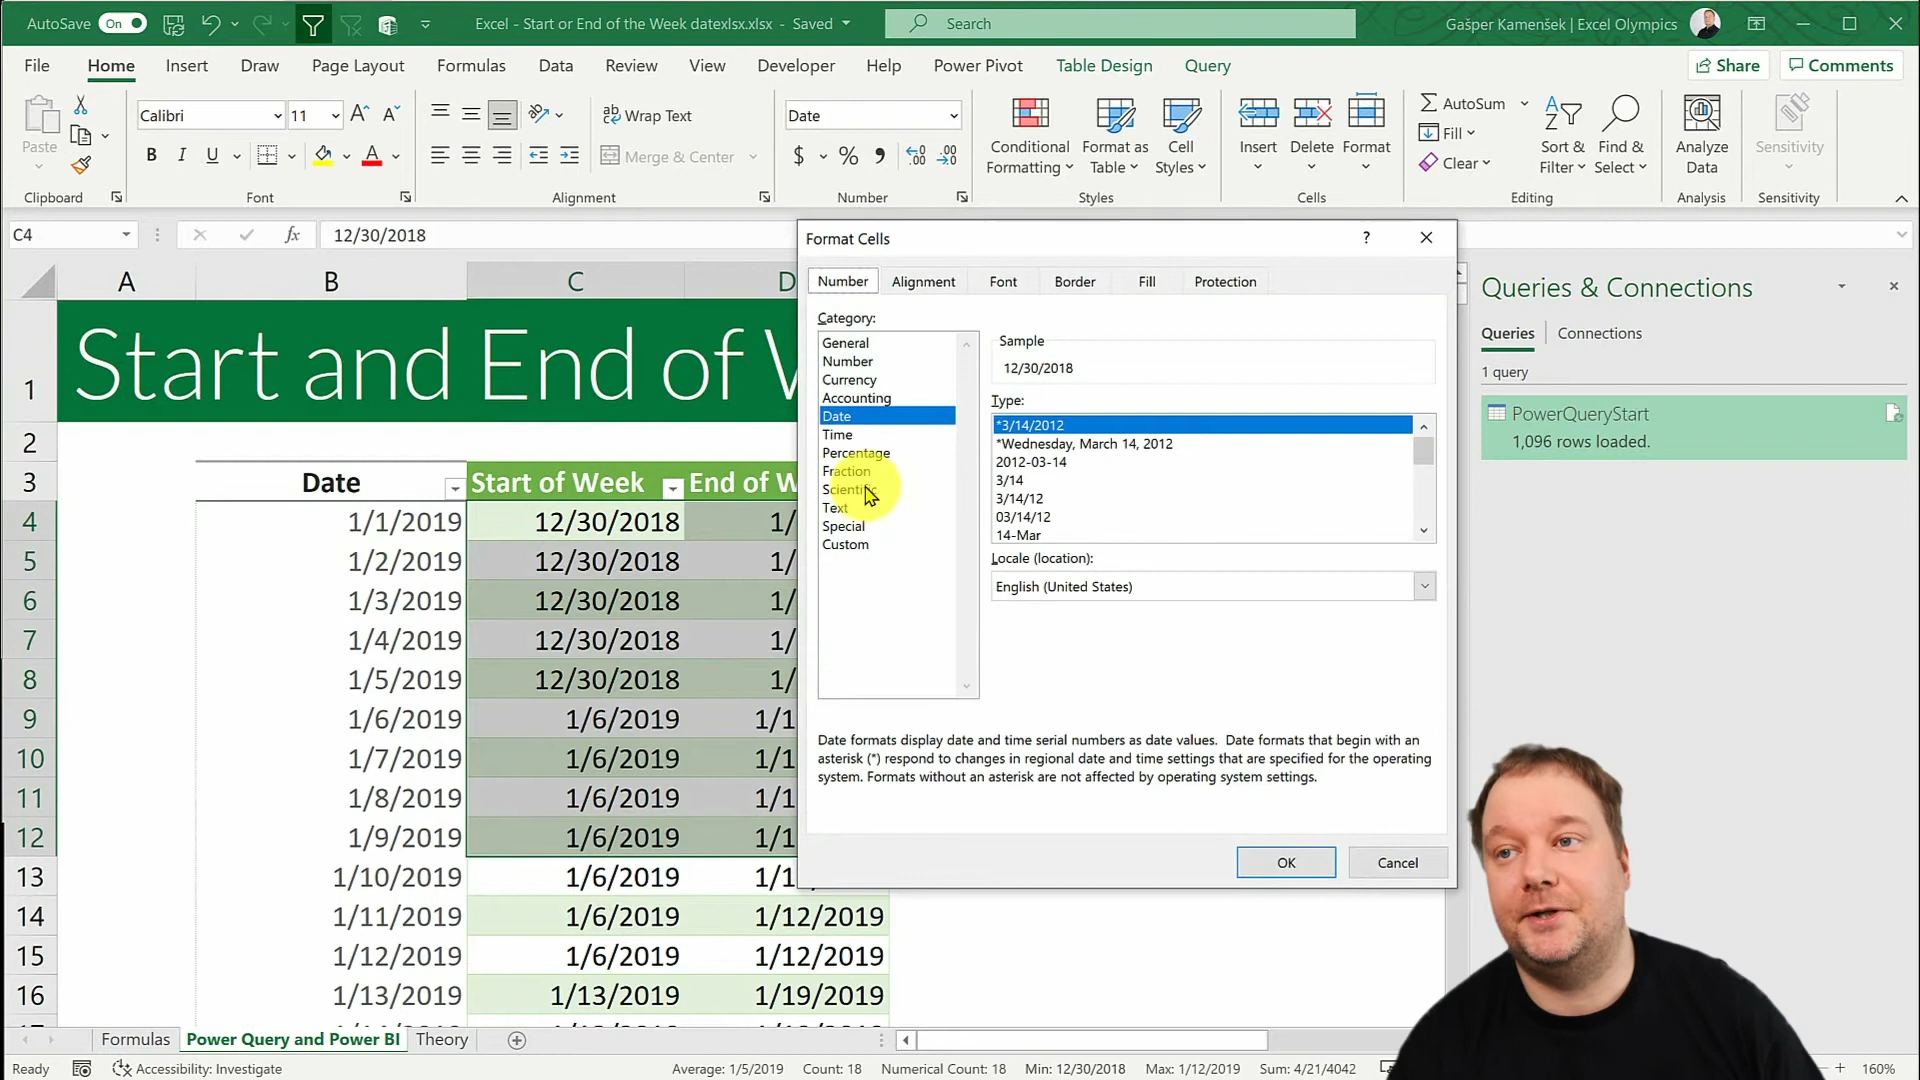 AutoSave On
Excel - Start or End of the Week datexlsx.xlsx - Saved
Search
Gašper Kamenšek | Excel Olympics
File Home Insert Draw Page Layout Formulas Data Review View Developer Help Power Pivot Table Design Query
Share Comments
Paste
Clipboard
Calibri 11
B I U A
Font
Wrap Text
Merge & Center
Alignment
Date
$ % 9
Number
Conditional Formatting
Format as Table
Cell Styles
Styles
Insert Delete Format
Cells
AutoSum
Fill
Clear
Sort & Filter
Find & Select
Editing
Analyze Data
Analysis
Sensitivity
Sensitivity
C4 fx 12/30/2018
A B C D
1 Start and End of
2
3 Date Start of Week End of W
4 1/1/2019 12/30/2018 1/
5 1/2/2019 12/30/2018 1/
6 1/3/2019 12/30/2018 1/
7 1/4/2019 12/30/2018 1/
8 1/5/2019 12/30/2018 1/
9 1/6/2019 1/6/2019 1/1
10 1/7/2019 1/6/2019 1/1
11 1/8/2019 1/6/2019 1/1
12 1/9/2019 1/6/2019 1/1
13 1/10/2019 1/6/2019 1/1
14 1/11/2019 1/6/2019 1/12/2019
15 1/12/2019 1/6/2019 1/12/2019
16 1/13/2019 1/13/2019 1/19/2019
Format Cells ?
Number Alignment Font Border Fill Protection
Category:
General
Number
Currency
Accounting
Date
Time
Percentage
Fraction
Scientific
Text
Special
Custom
Sample
12/30/2018
Type:
*3/14/2012
*Wednesday, March 14, 2012
2012-03-14
3/14
3/14/12
03/14/12
14-Mar
Locale (location):
English (United States)
Date formats display date and time serial numbers as date values. Date formats that begin with an
asterisk (*) respond to changes in regional date and time settings that are specified for the operating
system. Formats without an asterisk are not affected by operating system settings.
OK Cancel
Queries & Connections
Queries Connections
1 query
PowerQueryStart
1,096 rows loaded.
Formulas Power Query and Power BI Theory
Ready Accessibility: Investigate Average: 1/5/2019 Count: 18 Numerical Count: 18 Min: 12/30/2018 Max: 1/12/2019 Sum: 4/21/4042 160%